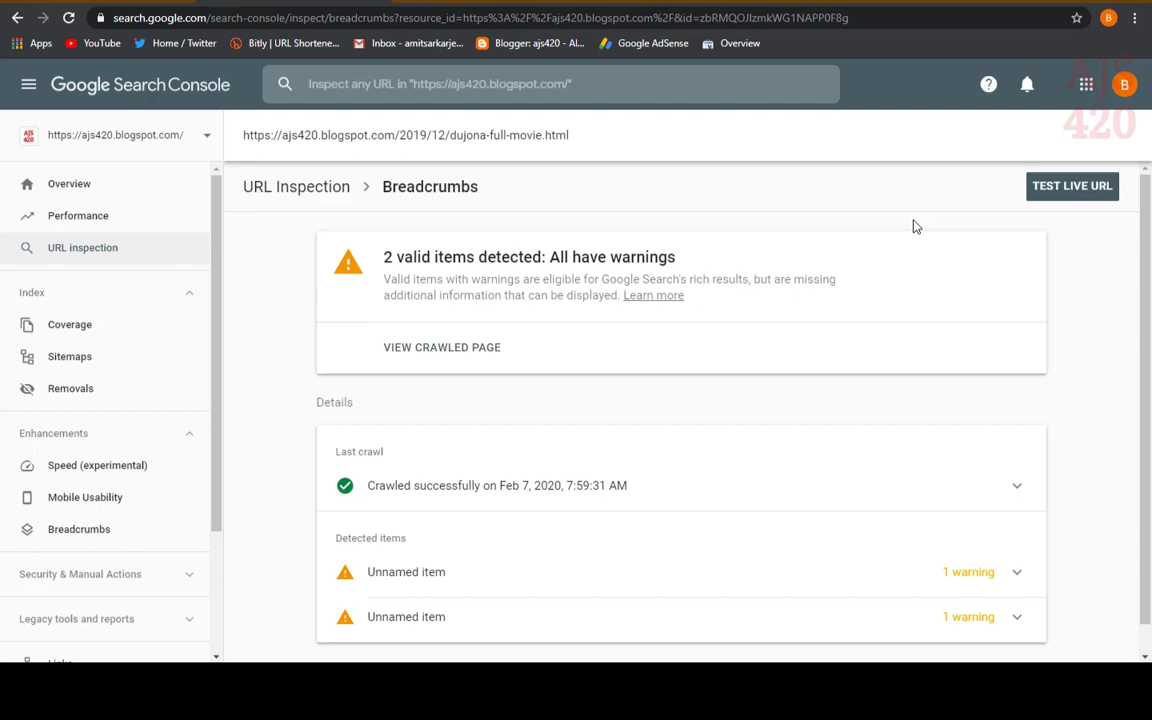 search.google.com/search-console/inspect/breadcrumbs?resource_id=https%3A%2F%2Fajs420.blogspot.com%2F&id=zbRMQOJlzmkWG1NAPP0F8g
B
Apps
YouTube
Home / Twitter
Bitly | URL Shortene...
Inbox - amitsarkarje...
Blogger: ajs420 - Al...
Google AdSense
Overview
Google Search Console
Inspect any URL in "https://ajs420.blogspot.com/"
B
AJS
420
AJS
420
https://ajs420.blogspot.com/
https://ajs420.blogspot.com/2019/12/dujona-full-movie.html
Overview
Performance
URL inspection
Index
Coverage
Sitemaps
Removals
Enhancements
Speed (experimental)
Mobile Usability
Breadcrumbs
Security & Manual Actions
Legacy tools and reports
Links
URL Inspection > Breadcrumbs
TEST LIVE URL
2 valid items detected: All have warnings
Valid items with warnings are eligible for Google Search's rich results, but are missing
additional information that can be displayed. Learn more
VIEW CRAWLED PAGE
Details
Last crawl
Crawled successfully on Feb 7, 2020, 7:59:31 AM
Detected items
Unnamed item 1 warning
Unnamed item 1 warning